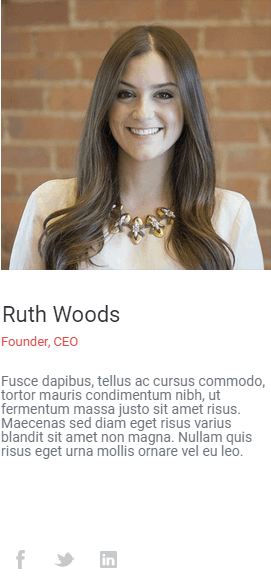 Ruth Woods
Founder, CEO
Fusce dapibus, tellus ac cursus commodo,
tortor mauris condimentum nibh, ut
fermentum massa justo sit amet risus.
Maecenas sed diam eget risus varius
blandit sit amet non magna. Nullam quis
risus eget urna mollis ornare vel eu leo.